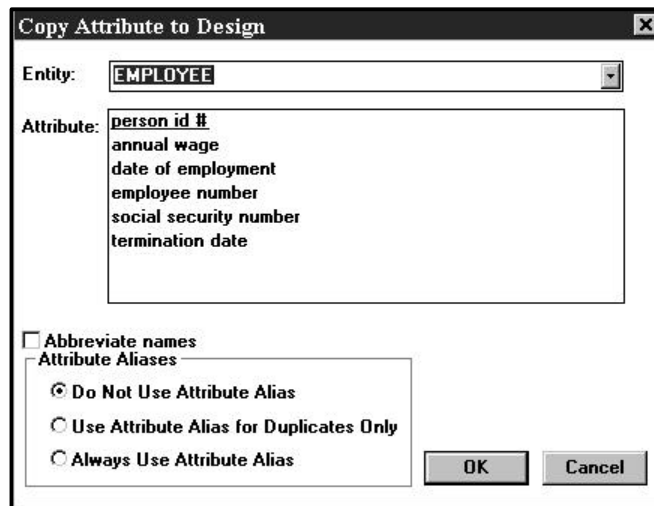 Copy Attribute to Design
Entity: EMPLOYEE
Attribute: person id #
annual wage
date of employment
employee number
social security number
termination date
Abbreviate names
Attribute Aliases
Do Not Use Attribute Alias
Use Attribute Alias for Duplicates Only
Always Use Attribute Alias
OK Cancel